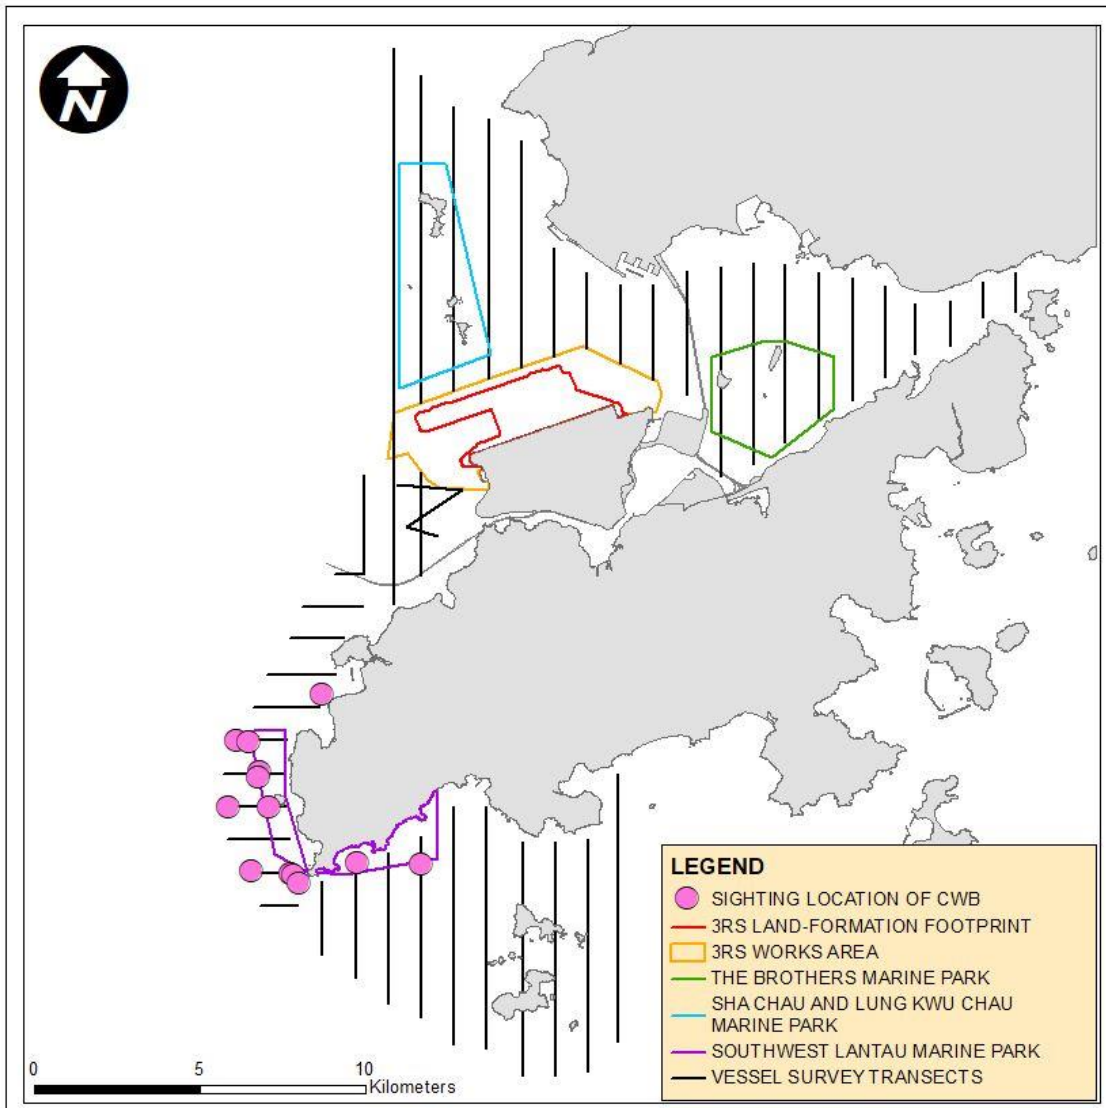 N
LEGEND
SIGHTING LOCATION OF CWB
3RS LAND-FORMATION FOOTPRINT
3RS WORKS AREA
THE BROTHERS MARINE PARK
SHA CHAU AND LUNG KWU CHAU
MARINE PARK
SOUTHWEST LANTAU MARINE PARK
VESSEL SURVEY TRANSECTS
0 5 10
Kilometers